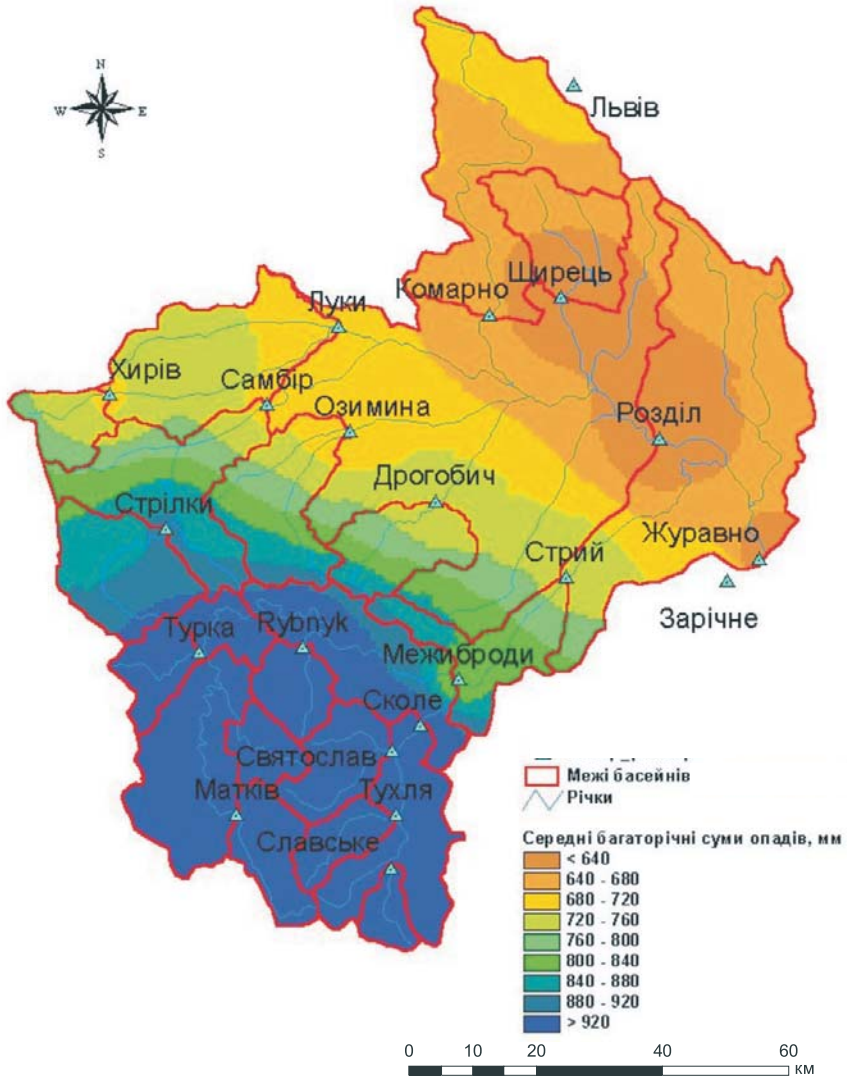 N
W E
S
Львів
Щирець
Комарно
Луки
Хирів
Самбір
Озимина
Розділ
Дрогобич
Стрілки
Журавно
Стрий
Зарічне
Турка
Rybnyk
Межиброди
Сколе
Святослав
Матків
Тухля
Славське
Межі басейнів
Річки
Середні багаторічні суми опадів, мм
< 640
640 - 680
680 - 720
720 - 760
760 - 800
800 - 840
840 - 880
880 - 920
> 920
0 10 20 40 60
км